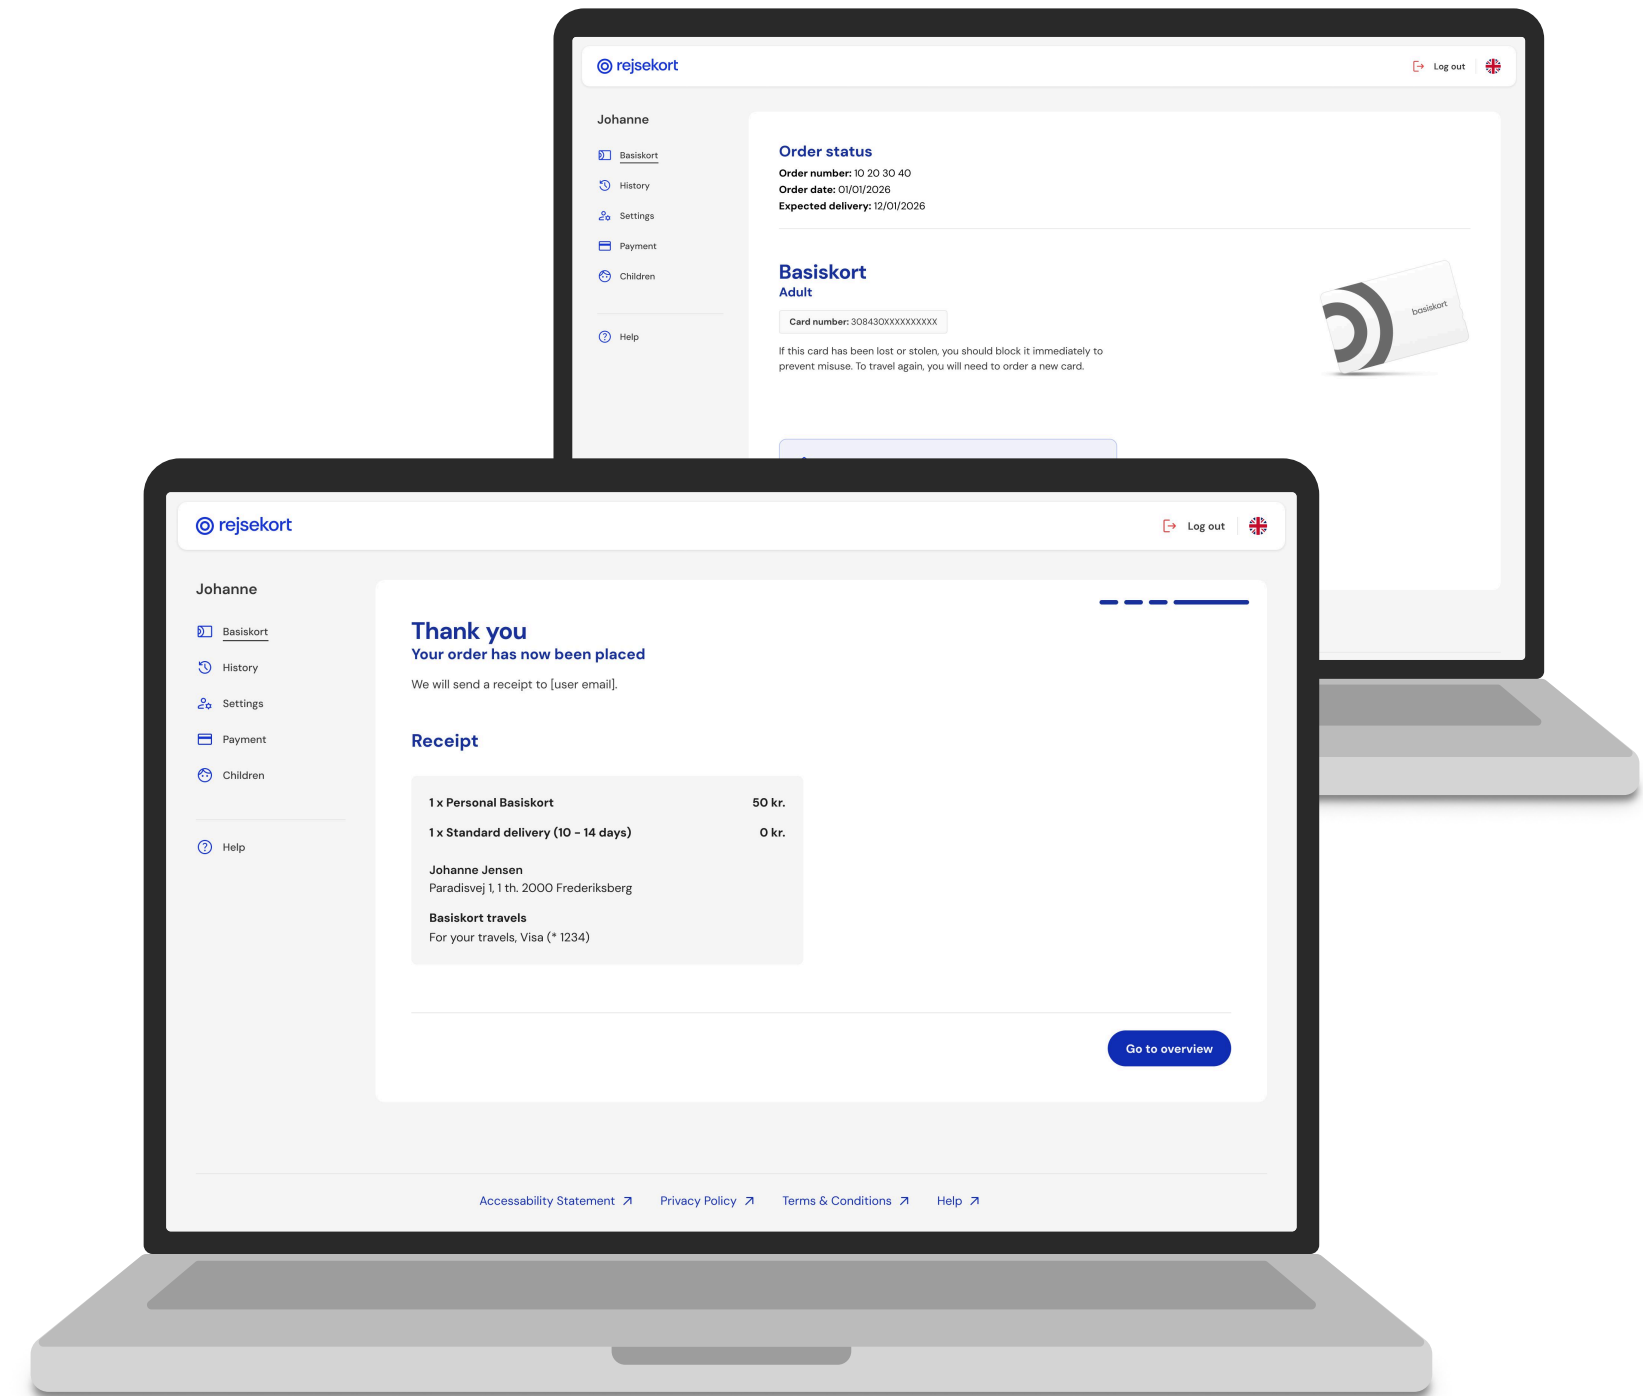 rejsekort
Log out
Johanne
Basiskort
History
Settings
Payment
Children
Help
Order status
Order number: 10 20 30 40
Order date: 01/01/2026
Expected delivery: 12/01/2026
Basiskort
Adult
Card number: 308430XXXXXXXXXX
If this card has been lost or stolen, you should block it immediately to
prevent misuse. To travel again, you will need to order a new card.
basiskort
rejsekort
Log out
Johanne
Basiskort
History
Settings
Payment
Children
Help
Thank you
Your order has now been placed
We will send a receipt to [user email].
Receipt
1 x Personal Basiskort 50 kr.
1 x Standard delivery (10 - 14 days) 0 kr.
Johanne Jensen
Paradisvej 1, 1 th. 2000 Frederiksberg
Basiskort travels
For your travels, Visa (* 1234)
Go to overview
Accessability Statement Privacy Policy Terms & Conditions Help